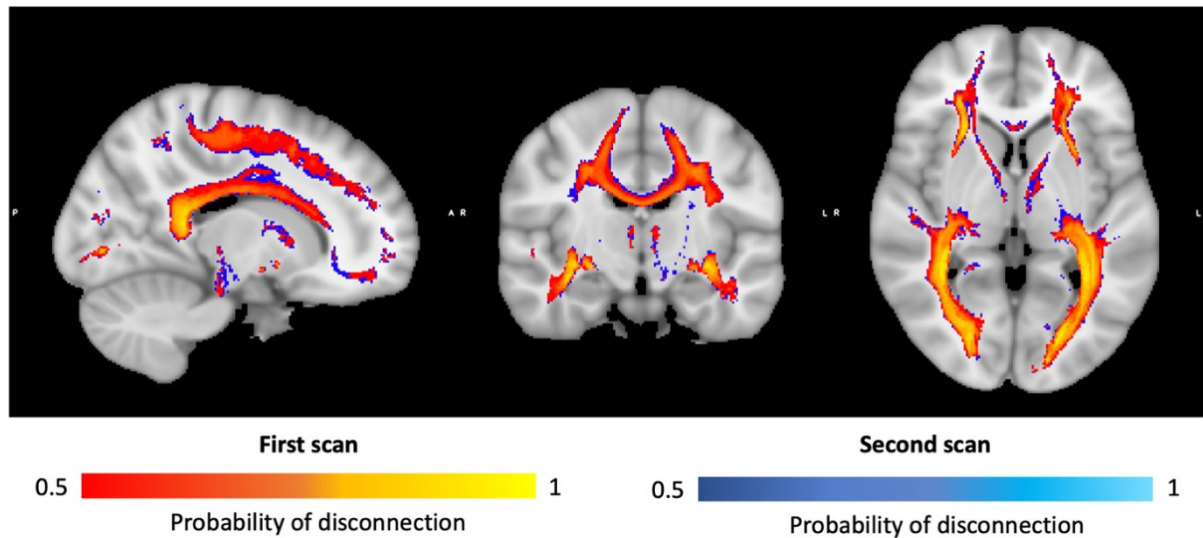 P
A R
L R
L
First scan
Second scan
0.5
1
0.5
1
Probability of disconnection
Probability of disconnection